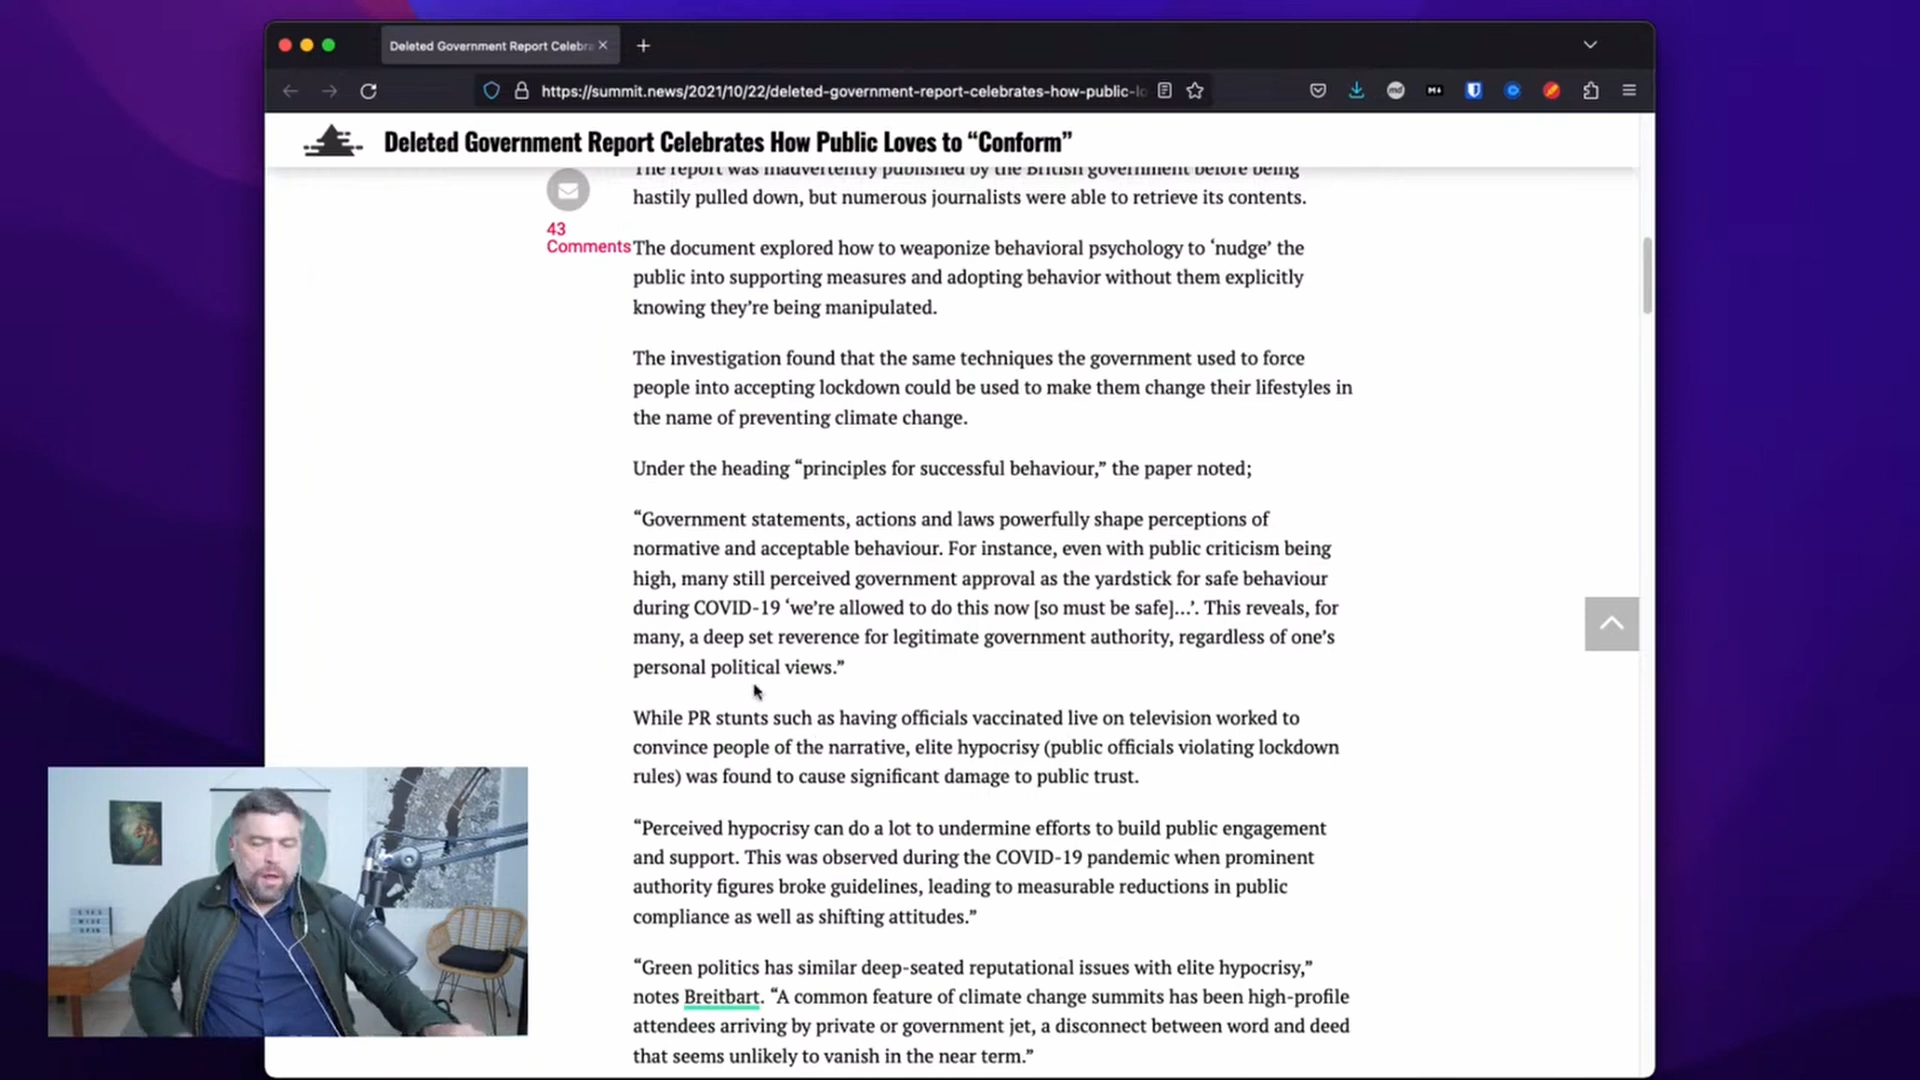 Deleted Government Report Celebra
https://summit.news/2021/10/22/deleted-government-report-celebrates-how-public-lo
Deleted Government Report Celebrates How Public Loves to “Conform”
The report was inadvertently published by the British government before being
hastily pulled down, but numerous journalists were able to retrieve its contents.
43
Comments
The document explored how to weaponize behavioral psychology to ‘nudge’ the
public into supporting measures and adopting behavior without them explicitly
knowing they’re being manipulated.
The investigation found that the same techniques the government used to force
people into accepting lockdown could be used to make them change their lifestyles in
the name of preventing climate change.
Under the heading “principles for successful behaviour,” the paper noted;
“Government statements, actions and laws powerfully shape perceptions of
normative and acceptable behaviour. For instance, even with public criticism being
high, many still perceived government approval as the yardstick for safe behaviour
during COVID-19 ‘we’re allowed to do this now [so must be safe]…’. This reveals, for
many, a deep set reverence for legitimate government authority, regardless of one’s
personal political views.”
While PR stunts such as having officials vaccinated live on television worked to
convince people of the narrative, elite hypocrisy (public officials violating lockdown
rules) was found to cause significant damage to public trust.
“Perceived hypocrisy can do a lot to undermine efforts to build public engagement
and support. This was observed during the COVID-19 pandemic when prominent
authority figures broke guidelines, leading to measurable reductions in public
compliance as well as shifting attitudes.”
“Green politics has similar deep-seated reputational issues with elite hypocrisy,”
notes Breitbart. “A common feature of climate change summits has been high-profile
attendees arriving by private or government jet, a disconnect between word and deed
that seems unlikely to vanish in the near term.”